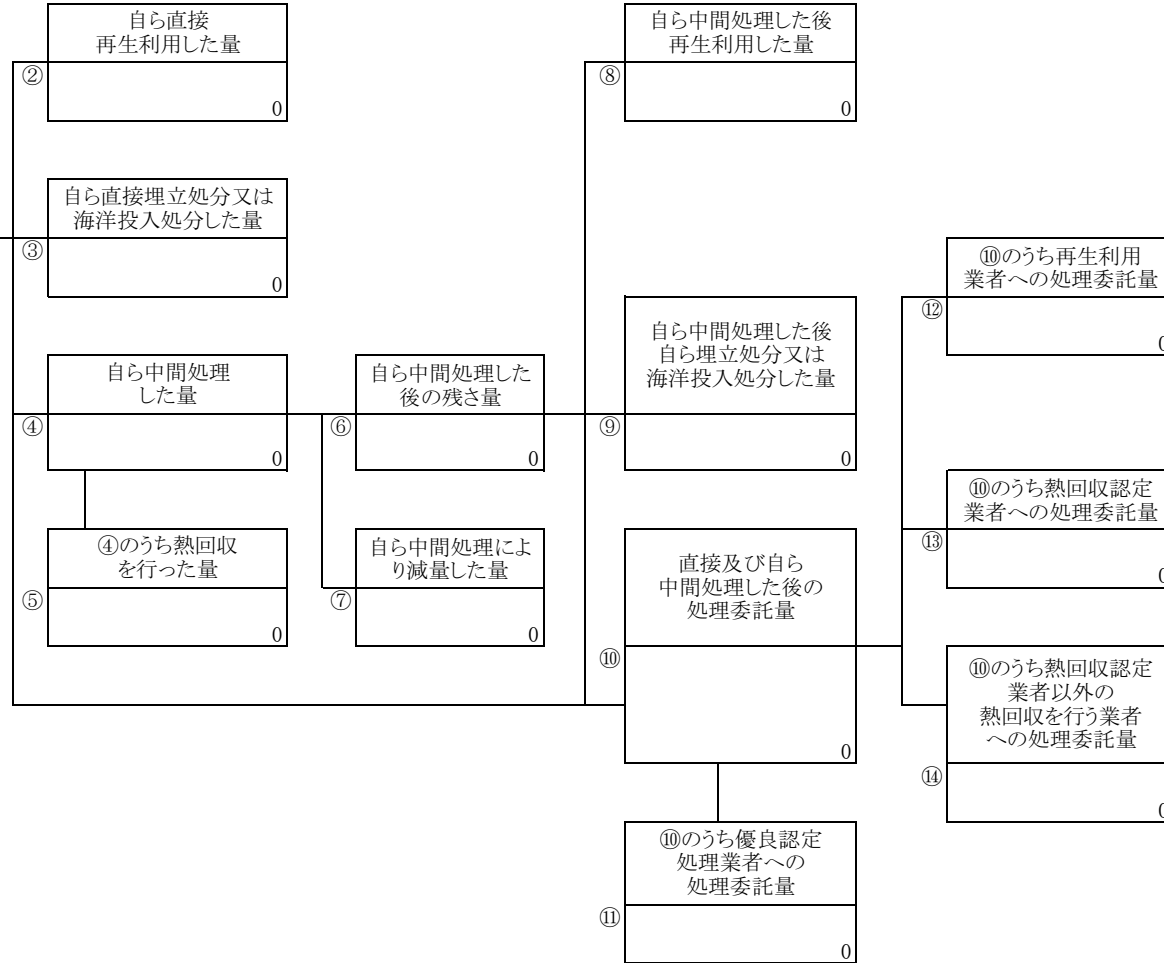 自ら直接
再生利用した量
②
0
自ら直接埋立処分又は
海洋投入処分した量
③
0
自ら中間処理
した量
④
0
④のうち熱回収
を行った量
⑤
0
自ら中間処理した
後の残さ量
⑥
0
自ら中間処理によ
り減量した量
⑦
0
自ら中間処理した後
再生利用した量
⑧
0
自ら中間処理した後
自ら埋立処分又は
海洋投入処分した量
⑨
0
直接及び自ら
中間処理した後の
処理委託量
⑩
0
⑩のうち優良認定
処理業者への
処理委託量
⑪
0
⑩のうち再生利用
業者への処理委託量
⑫
0
⑩のうち熱回収認定
業者への処理委託量
⑬
0
⑩のうち熱回収認定
業者以外の
熱回収を行う業者
への処理委託量
⑭
0